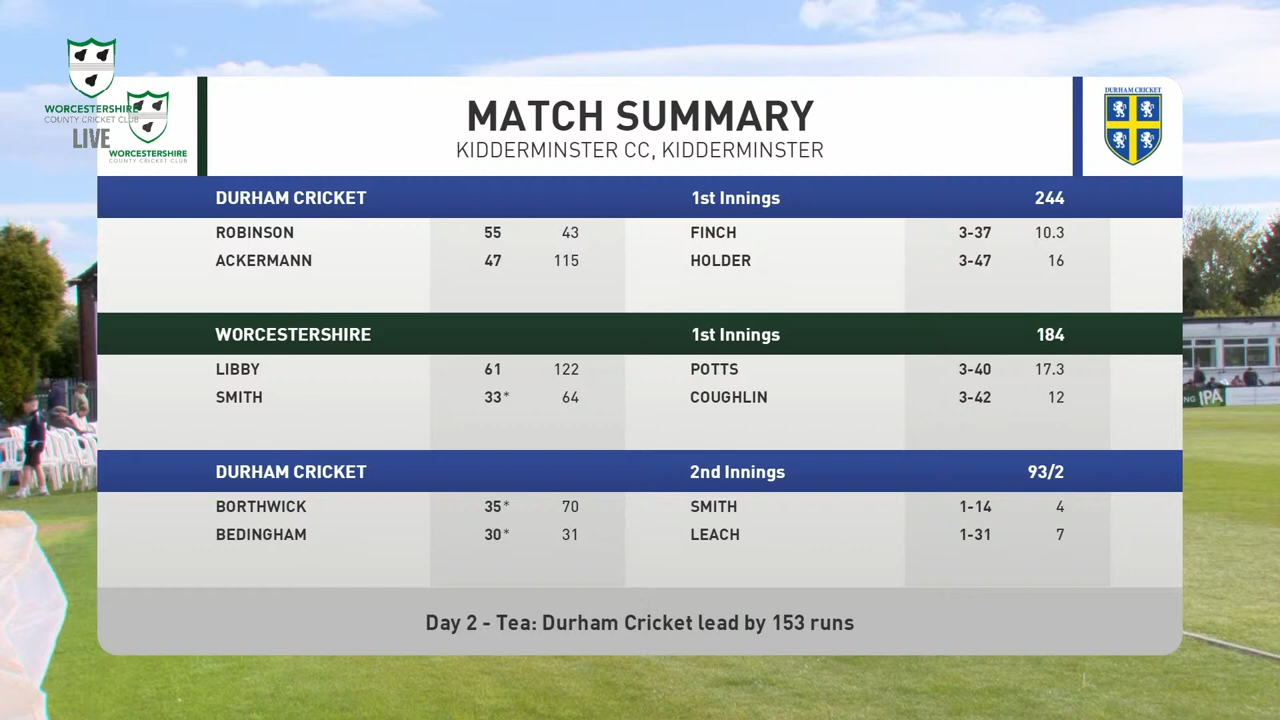 WORCESTERSHIRE
COUNTY CRICKET CLUB
LIVE
WORCESTERSHIRE
COUNTY CRICKET CLUB
MATCH SUMMARY
KIDDERMINSTER CC, KIDDERMINSTER
DURHAM CRICKET
DURHAM CRICKET 1st Innings 244
ROBINSON 55 43 FINCH 3-37 10.3
ACKERMANN 47 115 HOLDER 3-47 16
WORCESTERSHIRE 1st Innings 184
LIBBY 61 122 POTTS 3-40 17.3
SMITH 33* 64 COUGHLIN 3-42 12
DURHAM CRICKET 2nd Innings 93/2
BORTHWICK 35* 70 SMITH 1-14 4
BEDINGHAM 30* 31 LEACH 1-31 7
Day 2 - Tea: Durham Cricket lead by 153 runs
IPA